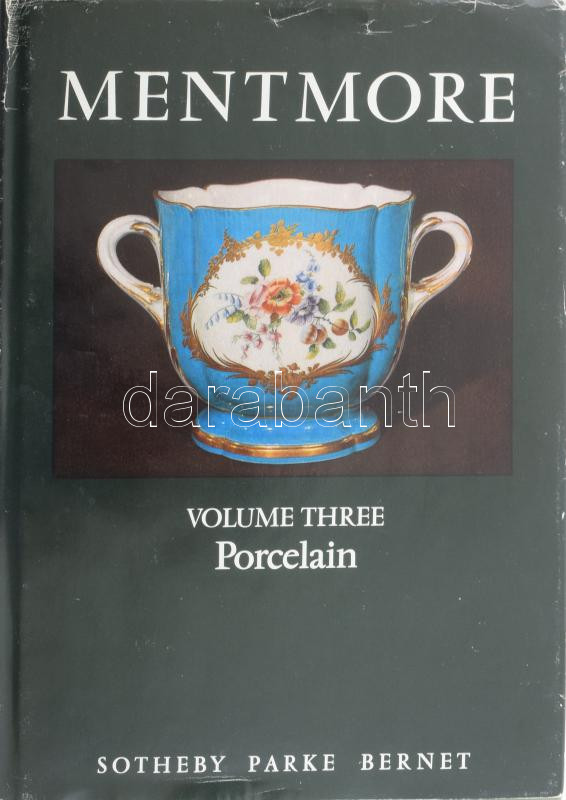 MENTMORE
darabanth
VOLUME THREE
Porcelain
SOTHEBY PARKE BERNET